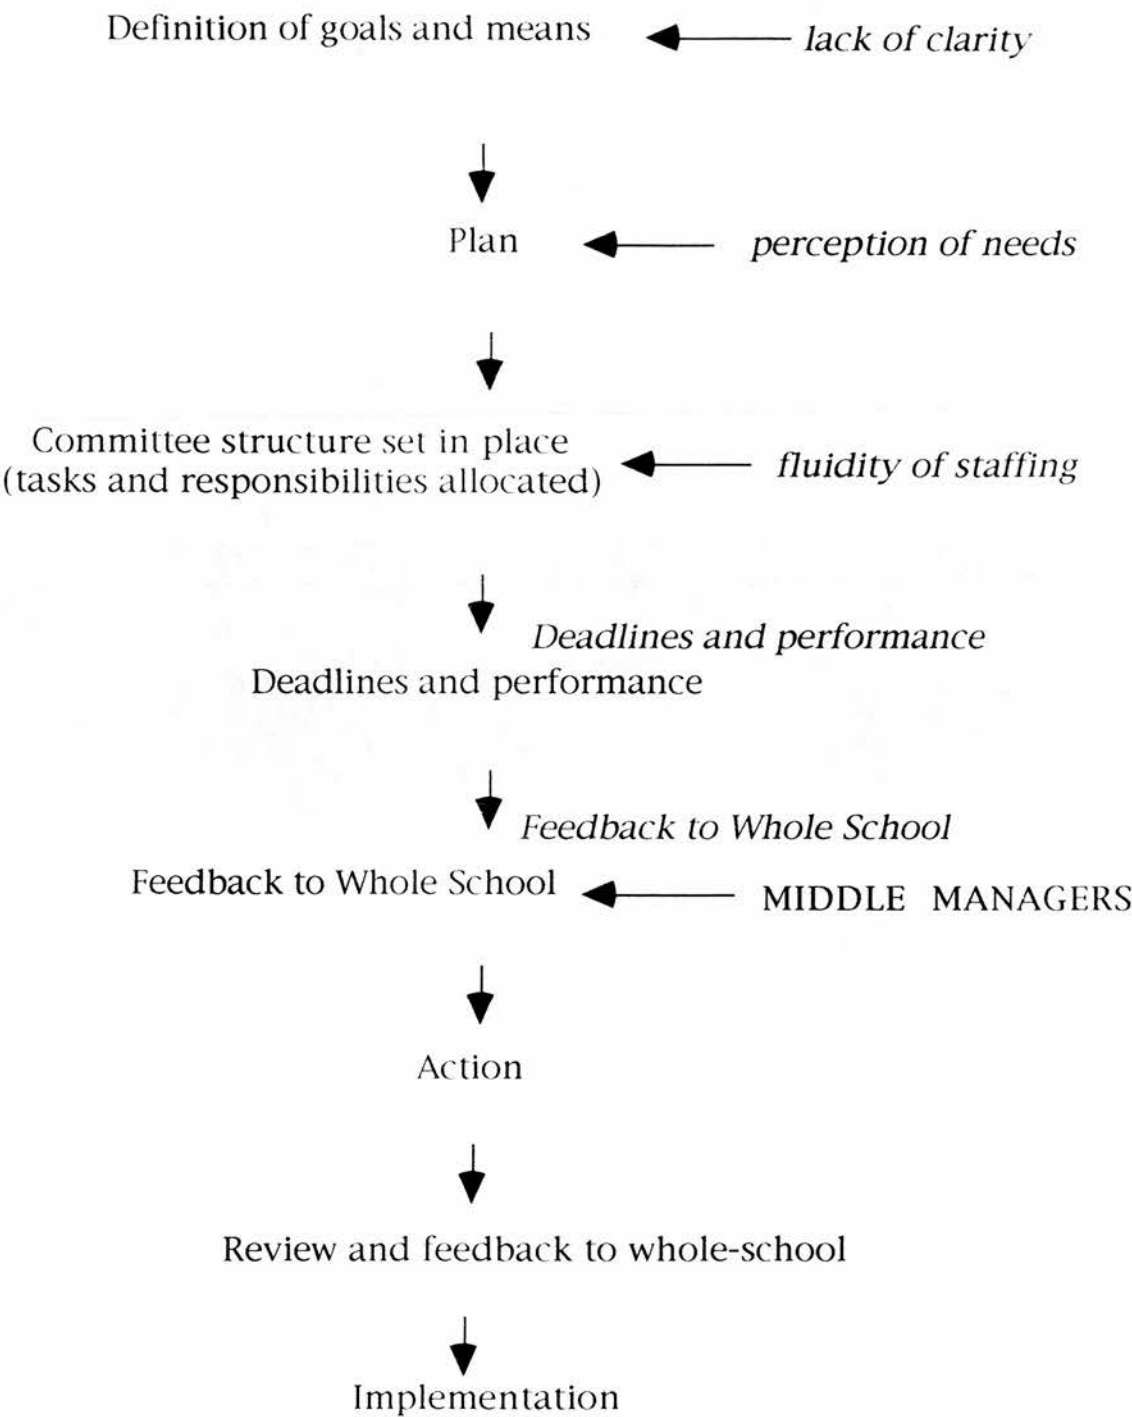 Definition of goals and means
lack of clarity
Plan
perception of needs
Committee structure set in place
(tasks and responsibilities allocated)
fluidity of staffing
Deadlines and performance
Deadlines and performance
Feedback to Whole School
Feedback to Whole School
MIDDLE MANAGERS
Action
Review and feedback to whole-school
Implementation